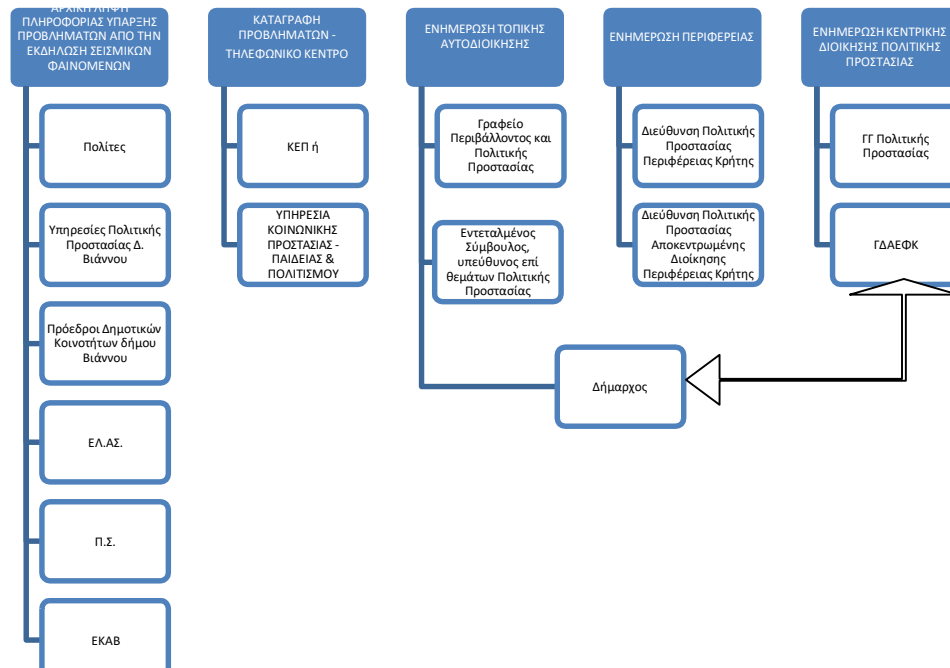 ΑΡΧΙΚΗ ΛΗΨΗ
ΠΛΗΡΟΦΟΡΙΑΣ ΥΠΑΡΞΗΣ
ΠΡΟΒΛΗΜΑΤΩΝ ΑΠΟ ΤΗΝ
ΕΚΔΗΛΩΣΗ ΣΕΙΣΜΙΚΩΝ
ΦΑΙΝΟΜΕΝΩΝ
Πολίτες
Υπηρεσίες Πολιτικής
Προστασίας Δ.
Βιάννου
Πρόεδροι Δημοτικών
Κοινοτήτων δήμου
Βιάννου
ΕΛ.ΑΣ.
Π.Σ.
ΕΚΑΒ
ΚΑΤΑΓΡΑΦΗ
ΠΡΟΒΛΗΜΑΤΩΝ -
ΤΗΛΕΦΩΝΙΚΟ ΚΕΝΤΡΟ
ΚΕΠ ή
ΥΠΗΡΕΣΙΑ
ΚΟΙΝΩΝΙΚΗΣ
ΠΡΟΣΤΑΣΙΑΣ -
ΠΑΙΔΕΙΑΣ &
ΠΟΛΙΤΙΣΜΟΥ
ΕΝΗΜΕΡΩΣΗ ΤΟΠΙΚΗΣ
ΑΥΤΟΔΙΟΙΚΗΣΗΣ
Γραφείο
Περιβάλλοντος και
Πολιτικής
Προστασίας
Εντεταλμένος
Σύμβουλος,
υπεύθυνος επί
θεμάτων Πολιτικής
Προστασίας
Δήμαρχος
ΕΝΗΜΕΡΩΣΗ ΠΕΡΙΦΕΡΕΙΑΣ
Διεύθυνση Πολιτικής
Προστασίας
Περιφέρειας Κρήτης
Διεύθυνση Πολιτικής
Προστασίας
Αποκεντρωμένης
Διοίκησης
Περιφέρειας Κρήτης
ΕΝΗΜΕΡΩΣΗ ΚΕΝΤΡΙΚΗΣ
ΔΙΟΙΚΗΣΗΣ ΠΟΛΙΤΙΚΗΣ
ΠΡΟΣΤΑΣΙΑΣ
ΓΓ Πολιτικής
Προστασίας
ΓΔΑΕΦΚ